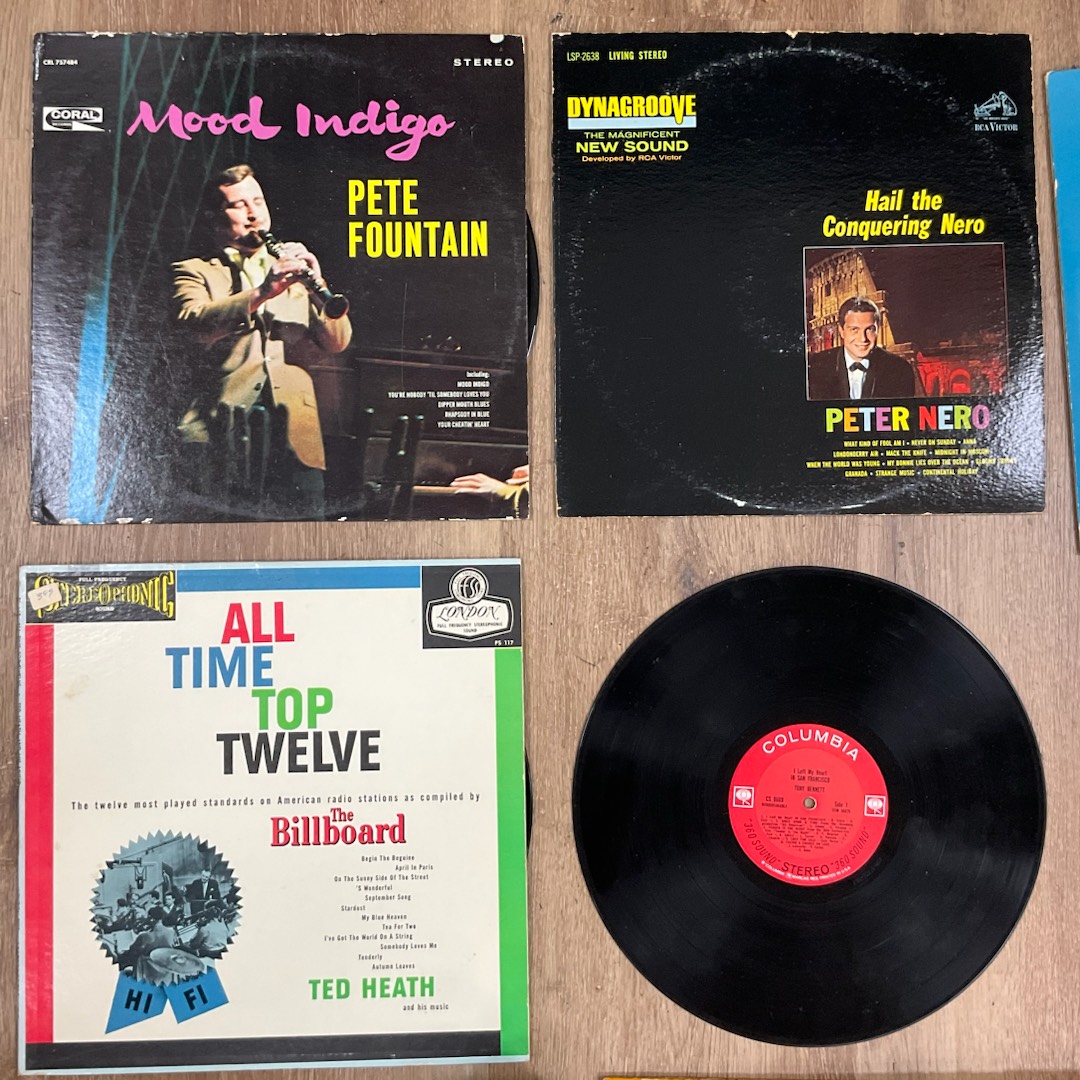 CRL 757484
STEREO
CORAL
RECORDS
Mood Indigo
PETE
FOUNTAIN
Including:
MOOD INDIGO
YOU'RE NOBODY 'TIL SOMEBODY LOVES YOU
DIPPER MOUTH BLUES
RHAPSODY IN BLUE
YOUR CHEATIN' HEART
LSP-2638 LIVING STEREO
DYNAGROOVE
THE MAGNIFICENT
NEW SOUND
Developed by RCA Victor
RCA VICTOR
Hail the
Conquering Nero
PETER NERO
WHAT KIND OF FOOL AM I • NEVER ON SUNDAY • ANNA
LONDONDERRY AIR • MACK THE KNIFE • MIDNIGHT IN MOSCOW
WHEN THE WORLD WAS YOUNG • MY BONNIE LIES OVER THE OCEAN •
GRANADA • STRANGE MUSIC • CONTINENTAL HOLIDAY
FULL FREQUENCY
STEREOPHONIC
SOUND
ffss
LONDON
FULL FREQUENCY STEREOPHONIC
SOUND
PS 117
ALL
TIME
TOP
TWELVE
The twelve most played standards on American radio stations as compiled by
The
Billboard
Begin The Beguine
April In Paris
On The Sunny Side Of The Street
'S Wonderful
September Song
Stardust
My Blue Heaven
Tea For Two
I've Got The World On A String
Somebody Loves Me
Tenderly
Autumn Leaves
HI FI
TED HEATH
and his music
COLUMBIA
I Left My Heart
IN SAN FRANCISCO
TONY BENNETT
CS 8669
Side 1
"360 SOUND" STEREO "360 SOUND"